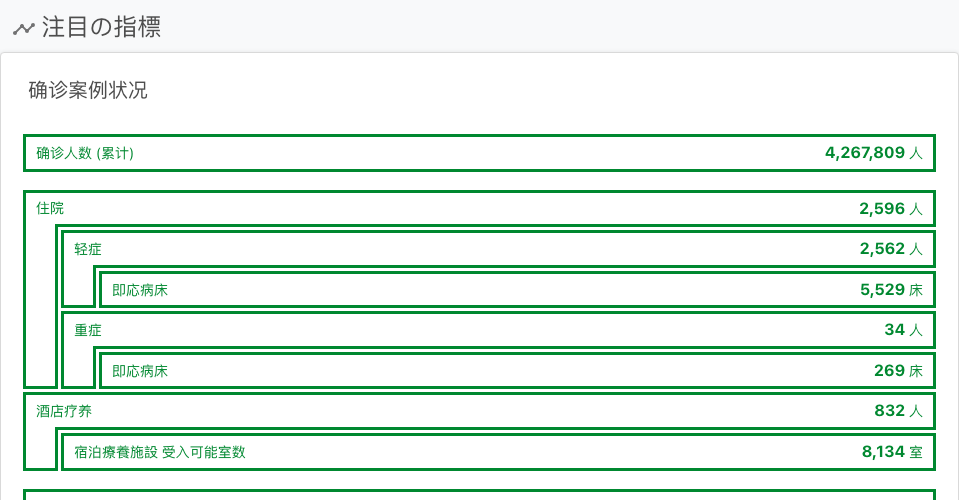 注目の指標
确诊案例状况
确诊人数 (累计) 4,267,809 人
住院 2,596 人
轻症 2,562 人
即応病床 5,529 床
重症 34 人
即応病床 269 床
酒店疗养 832 人
宿泊療養施設 受入可能室数 8,134 室